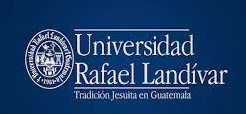 Universidad
Rafael Landívar
Tradición Jesuita en Guatemala